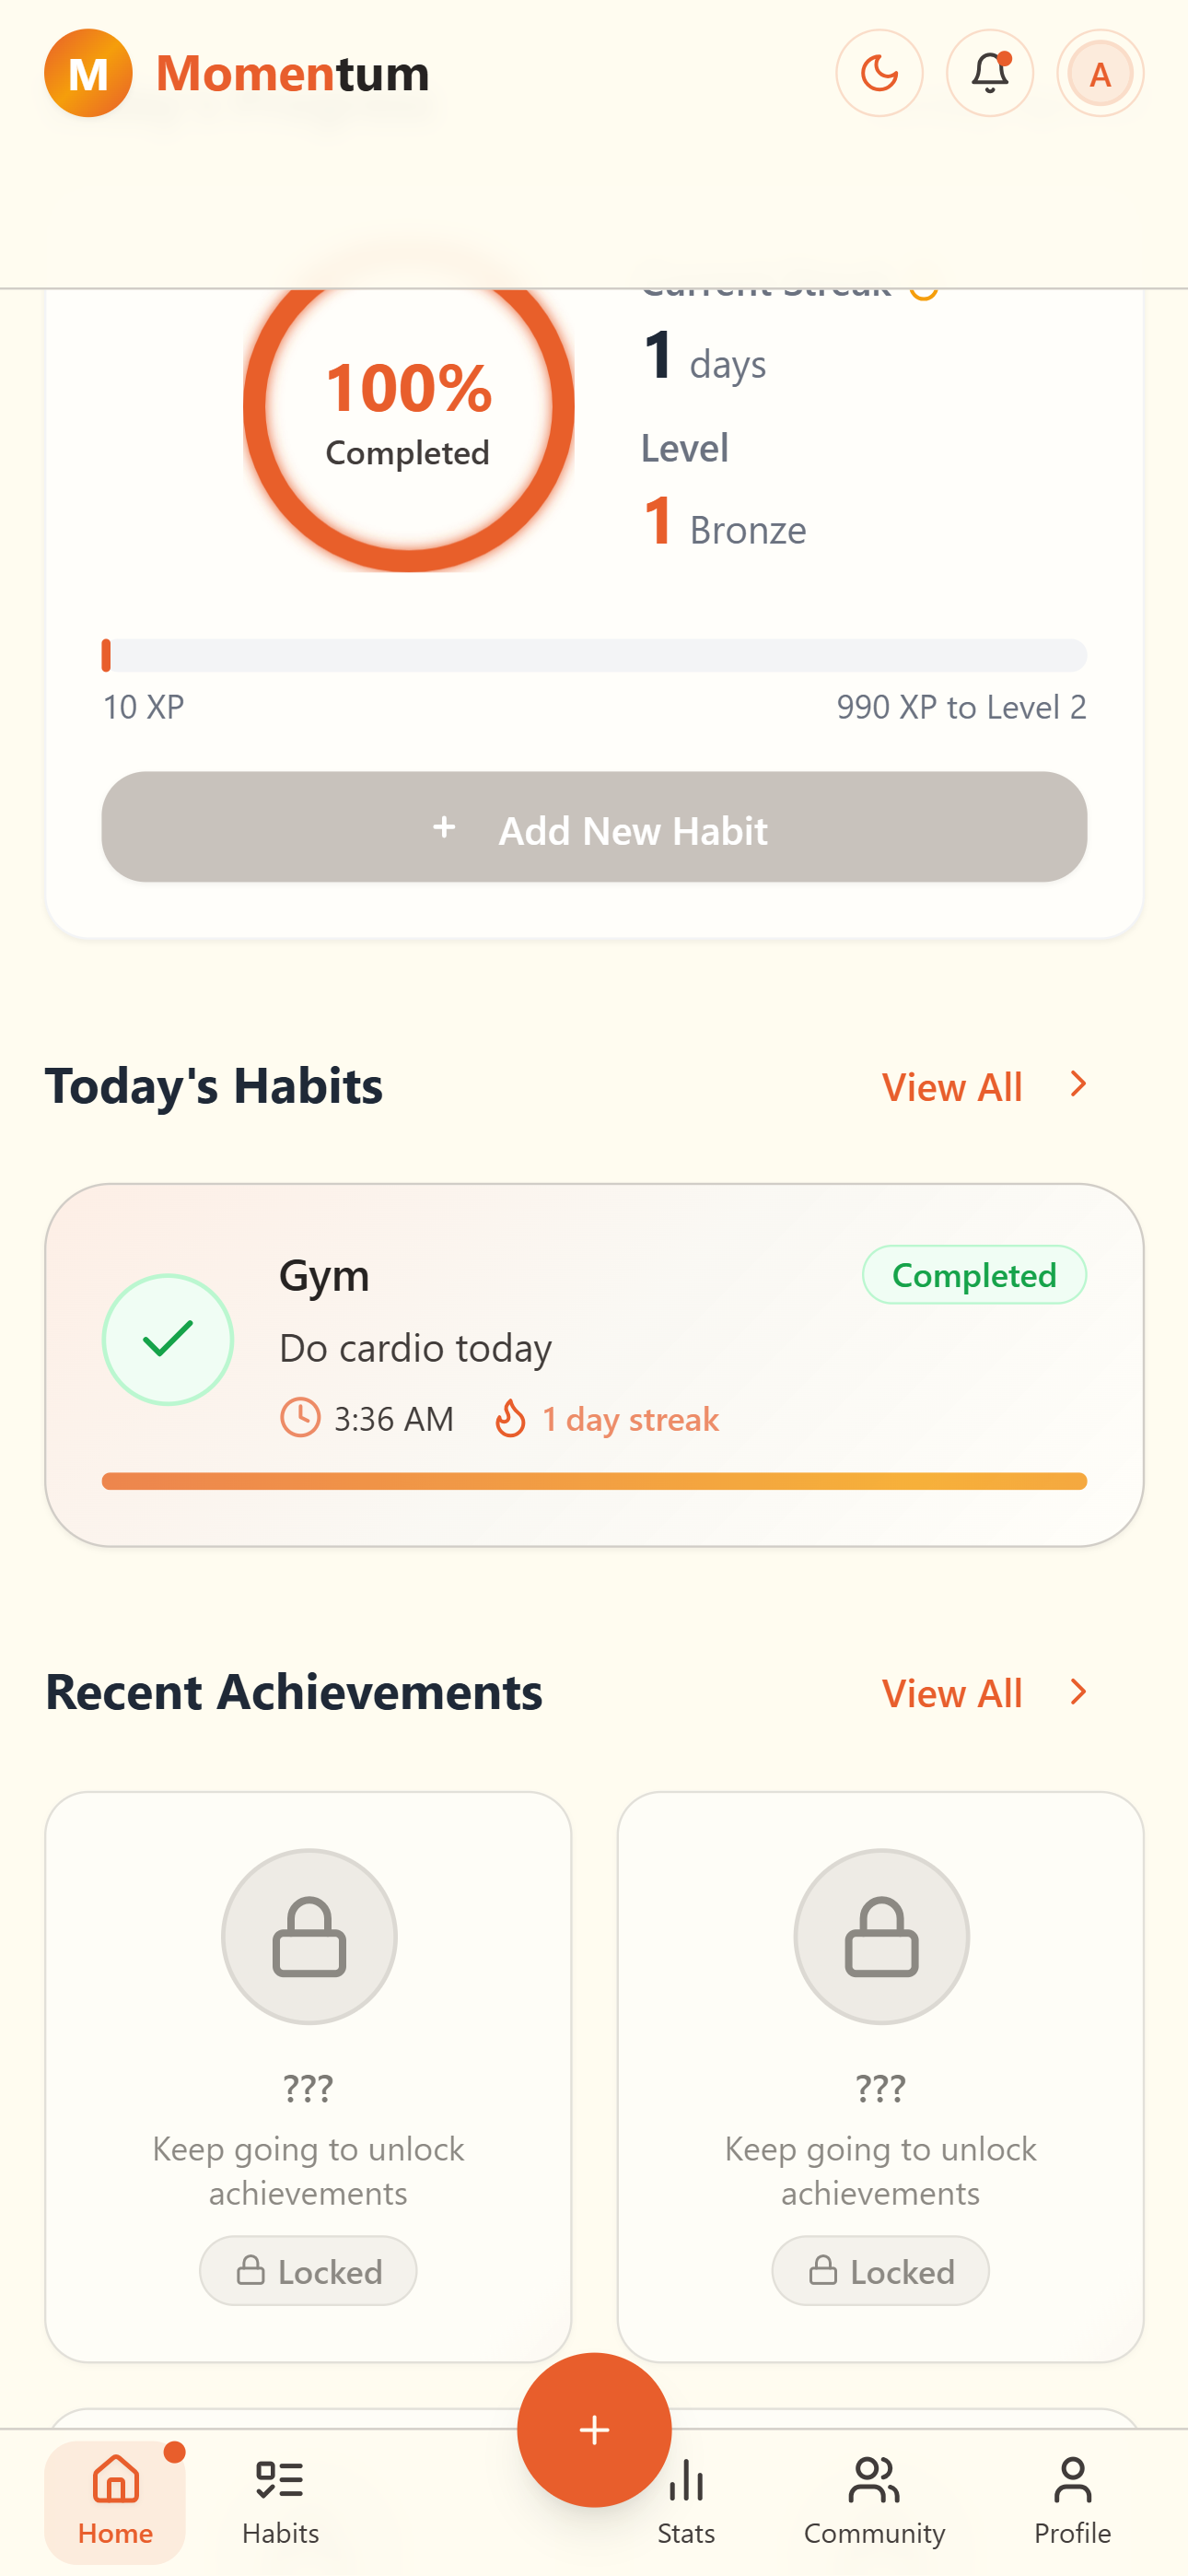 M Momentum A
Current Streak
1 days
100%
Completed
Level
1 Bronze
10 XP 990 XP to Level 2
+ Add New Habit
Today's Habits View All
Gym Completed
Do cardio today
3:36 AM 1 day streak
Recent Achievements View All
??? ???
Keep going to unlock Keep going to unlock
achievements achievements
Locked Locked
+
Home Habits Stats Community Profile